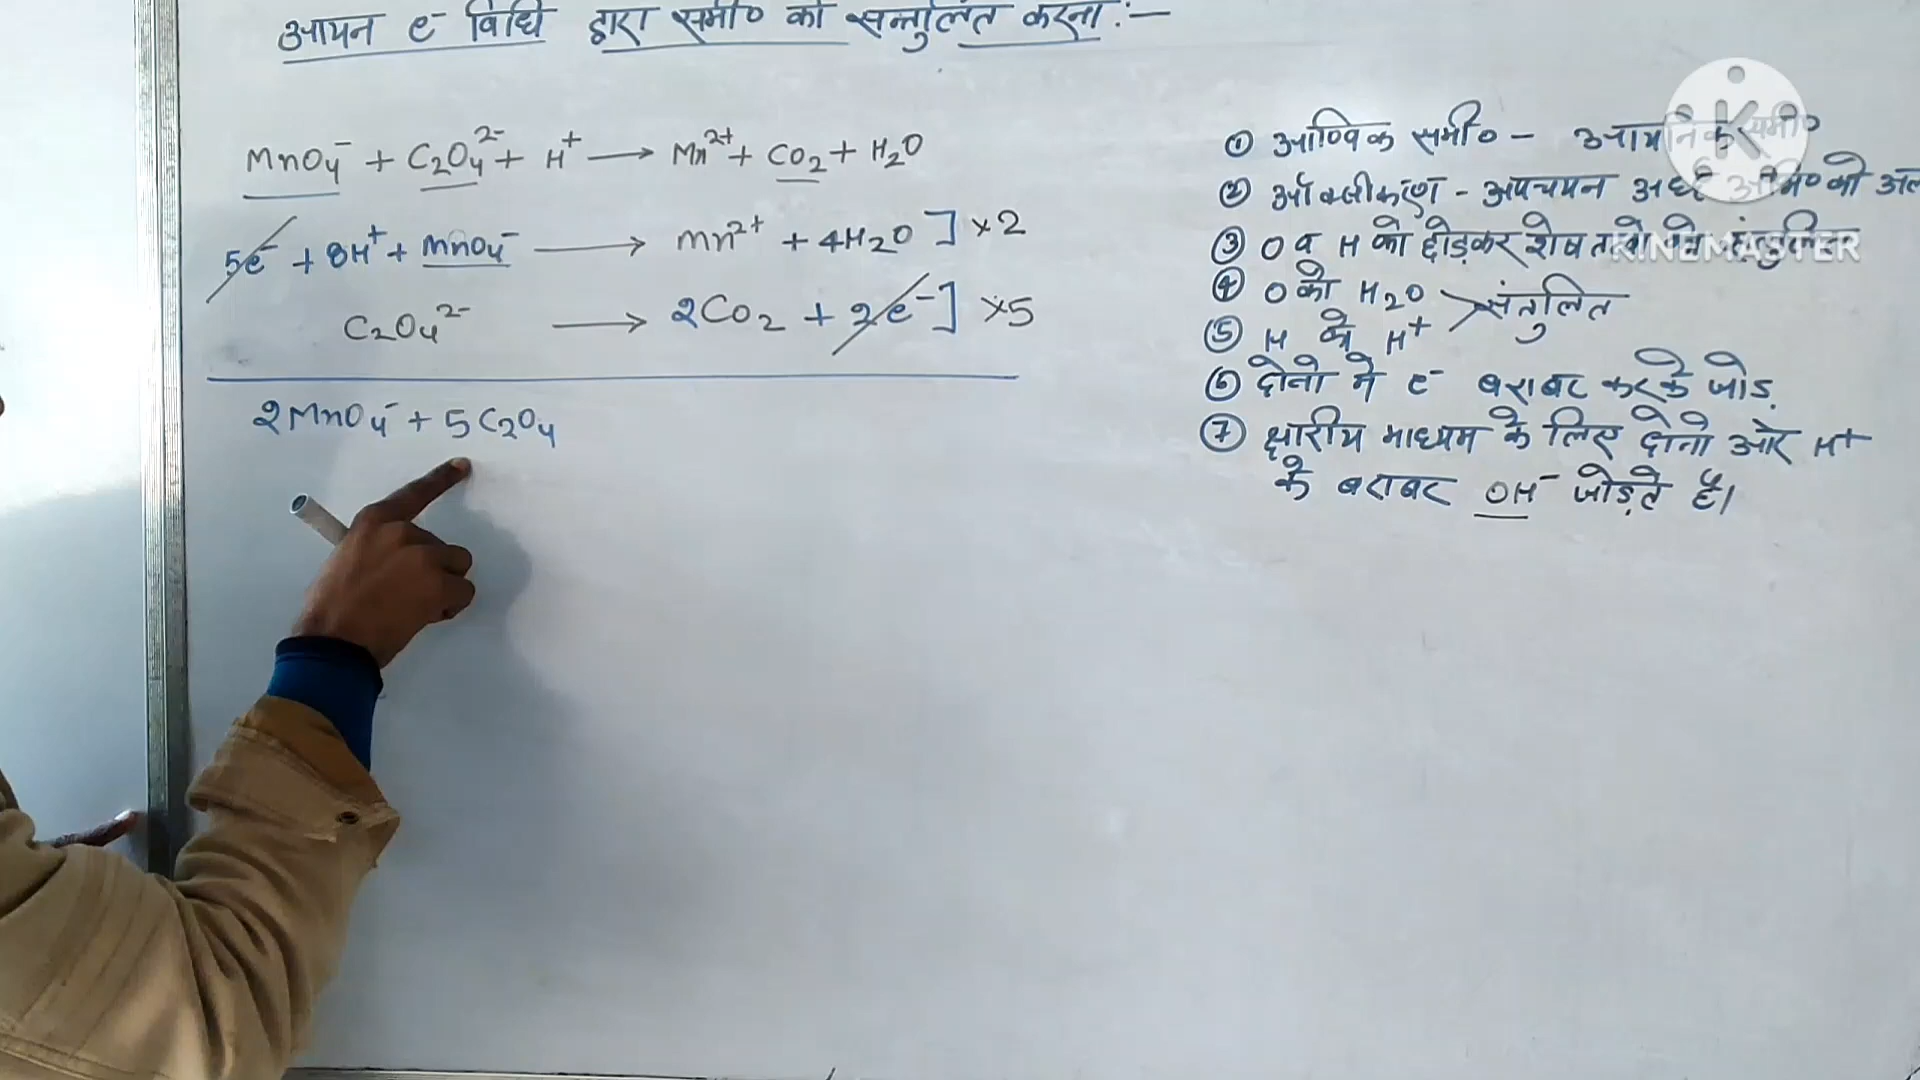 आयन e⁻ विधि द्वारा समी० को सन्तुलित करना :—
MnO₄⁻ + C₂O₄²⁻ + H⁺ ⟶ Mn²⁺ + CO₂ + H₂O
5e⁻ + 8H⁺ + MnO₄⁻ ⟶ Mn²⁺ + 4H₂O ] ×2
C₂O₄²⁻ ⟶ 2CO₂ + 2e⁻ ] ×5
2MnO₄⁻ + 5C₂O₄
① आण्विक समी० – आयनिक समी०
② ऑक्सीकरण – अपचयन अर्द्ध अभि० को
③ O व H को छोड़कर शेष
④ O को H₂O
⑤ H को H⁺ > संतुलित
⑥ दोनो मे e⁻ बराबर करके जोड़
⑦ क्षारीय माध्यम के लिए दोनो ओर H⁺
के बराबर OH⁻ जोड़ते है।
KINEMASTER